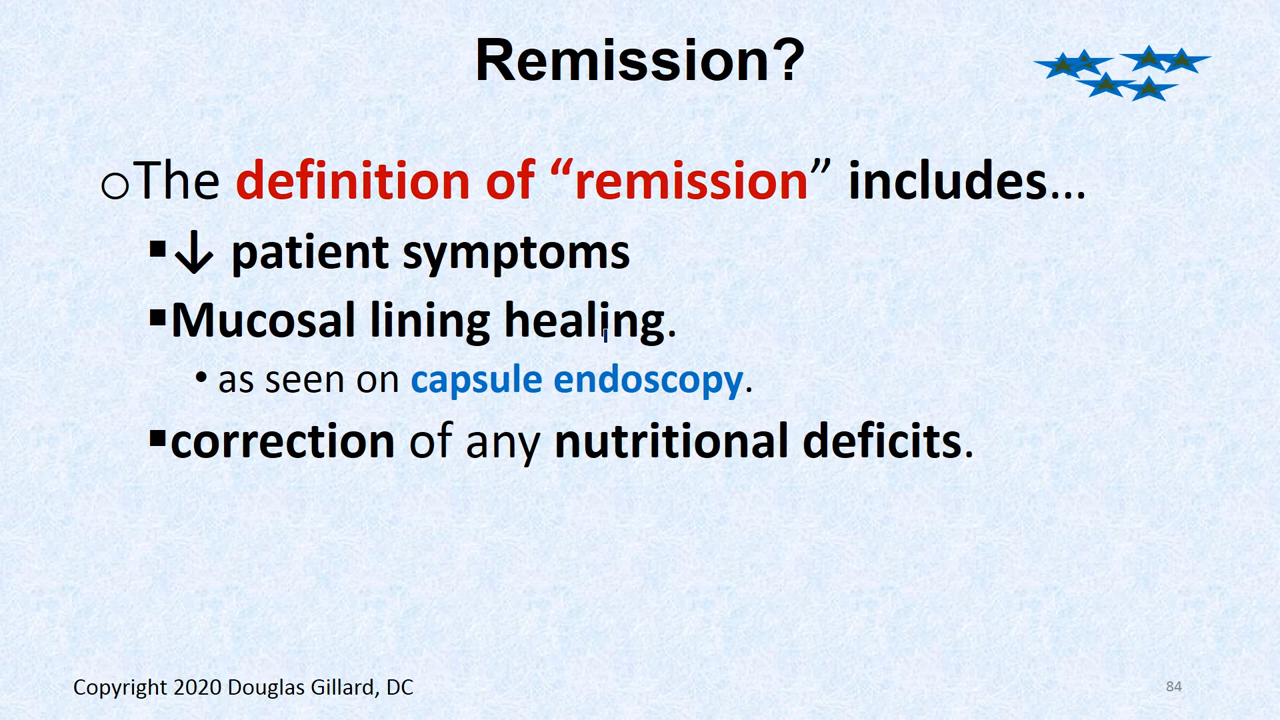 Remission?
The definition of “remission” includes…
↓ patient symptoms
Mucosal lining healing.
• as seen on capsule endoscopy.
correction of any nutritional deficits.
Copyright 2020 Douglas Gillard, DC
84